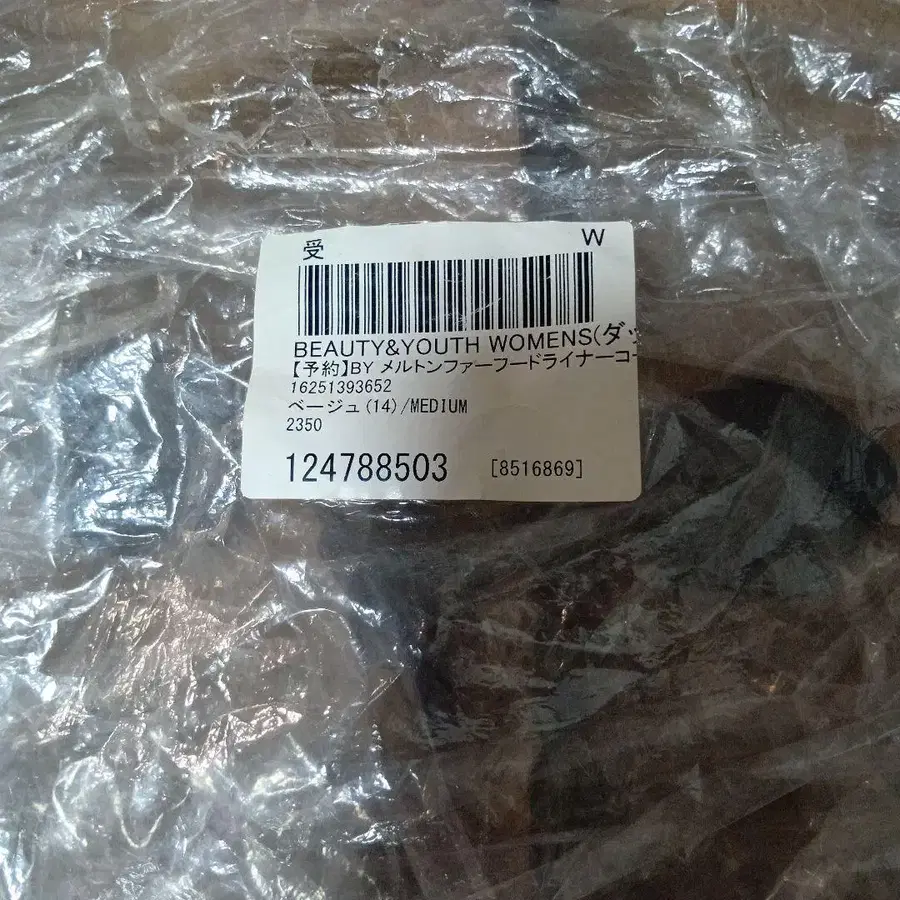 受 W
BEAUTY&YOUTH WOMENS(ダッ
【予約】BY メルトンファーフードライナーコー
16251393652
ベージュ(14)/MEDIUM
2350
124788503 [8516869]